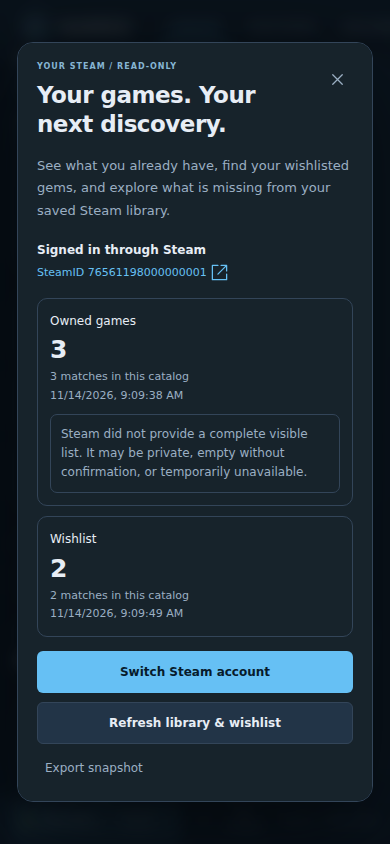 YOUR STEAM / READ-ONLY
Your games. Your
next discovery.
See what you already have, find your wishlisted
gems, and explore what is missing from your
saved Steam library.
Signed in through Steam
SteamID 76561198000000001
Owned games
3
3 matches in this catalog
11/14/2026, 9:09:38 AM
Steam did not provide a complete visible
list. It may be private, empty without
confirmation, or temporarily unavailable.
Wishlist
2
2 matches in this catalog
11/14/2026, 9:09:49 AM
Switch Steam account
Refresh library & wishlist
Export snapshot